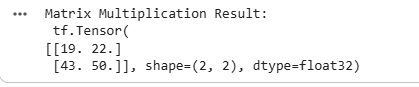 Matrix Multiplication Result:
tf.Tensor(
[[19. 22.]
[43. 50.]], shape=(2, 2), dtype=float32)